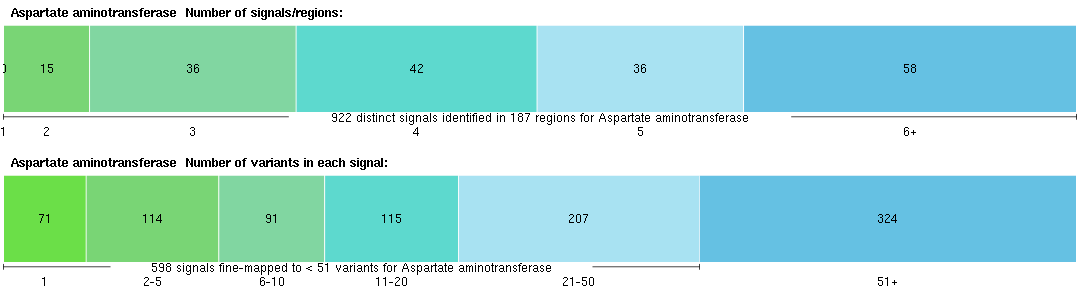 Aspartate aminotransferase Number of signals/regions:
15 36 42 36 58
922 distinct signals identified in 187 regions for Aspartate aminotransferase
1 2 3 4 5 6+
Aspartate aminotransferase Number of variants in each signal:
71 114 91 115 207 324
598 signals fine-mapped to < 51 variants for Aspartate aminotransferase
1 2-5 6-10 11-20 21-50 51+